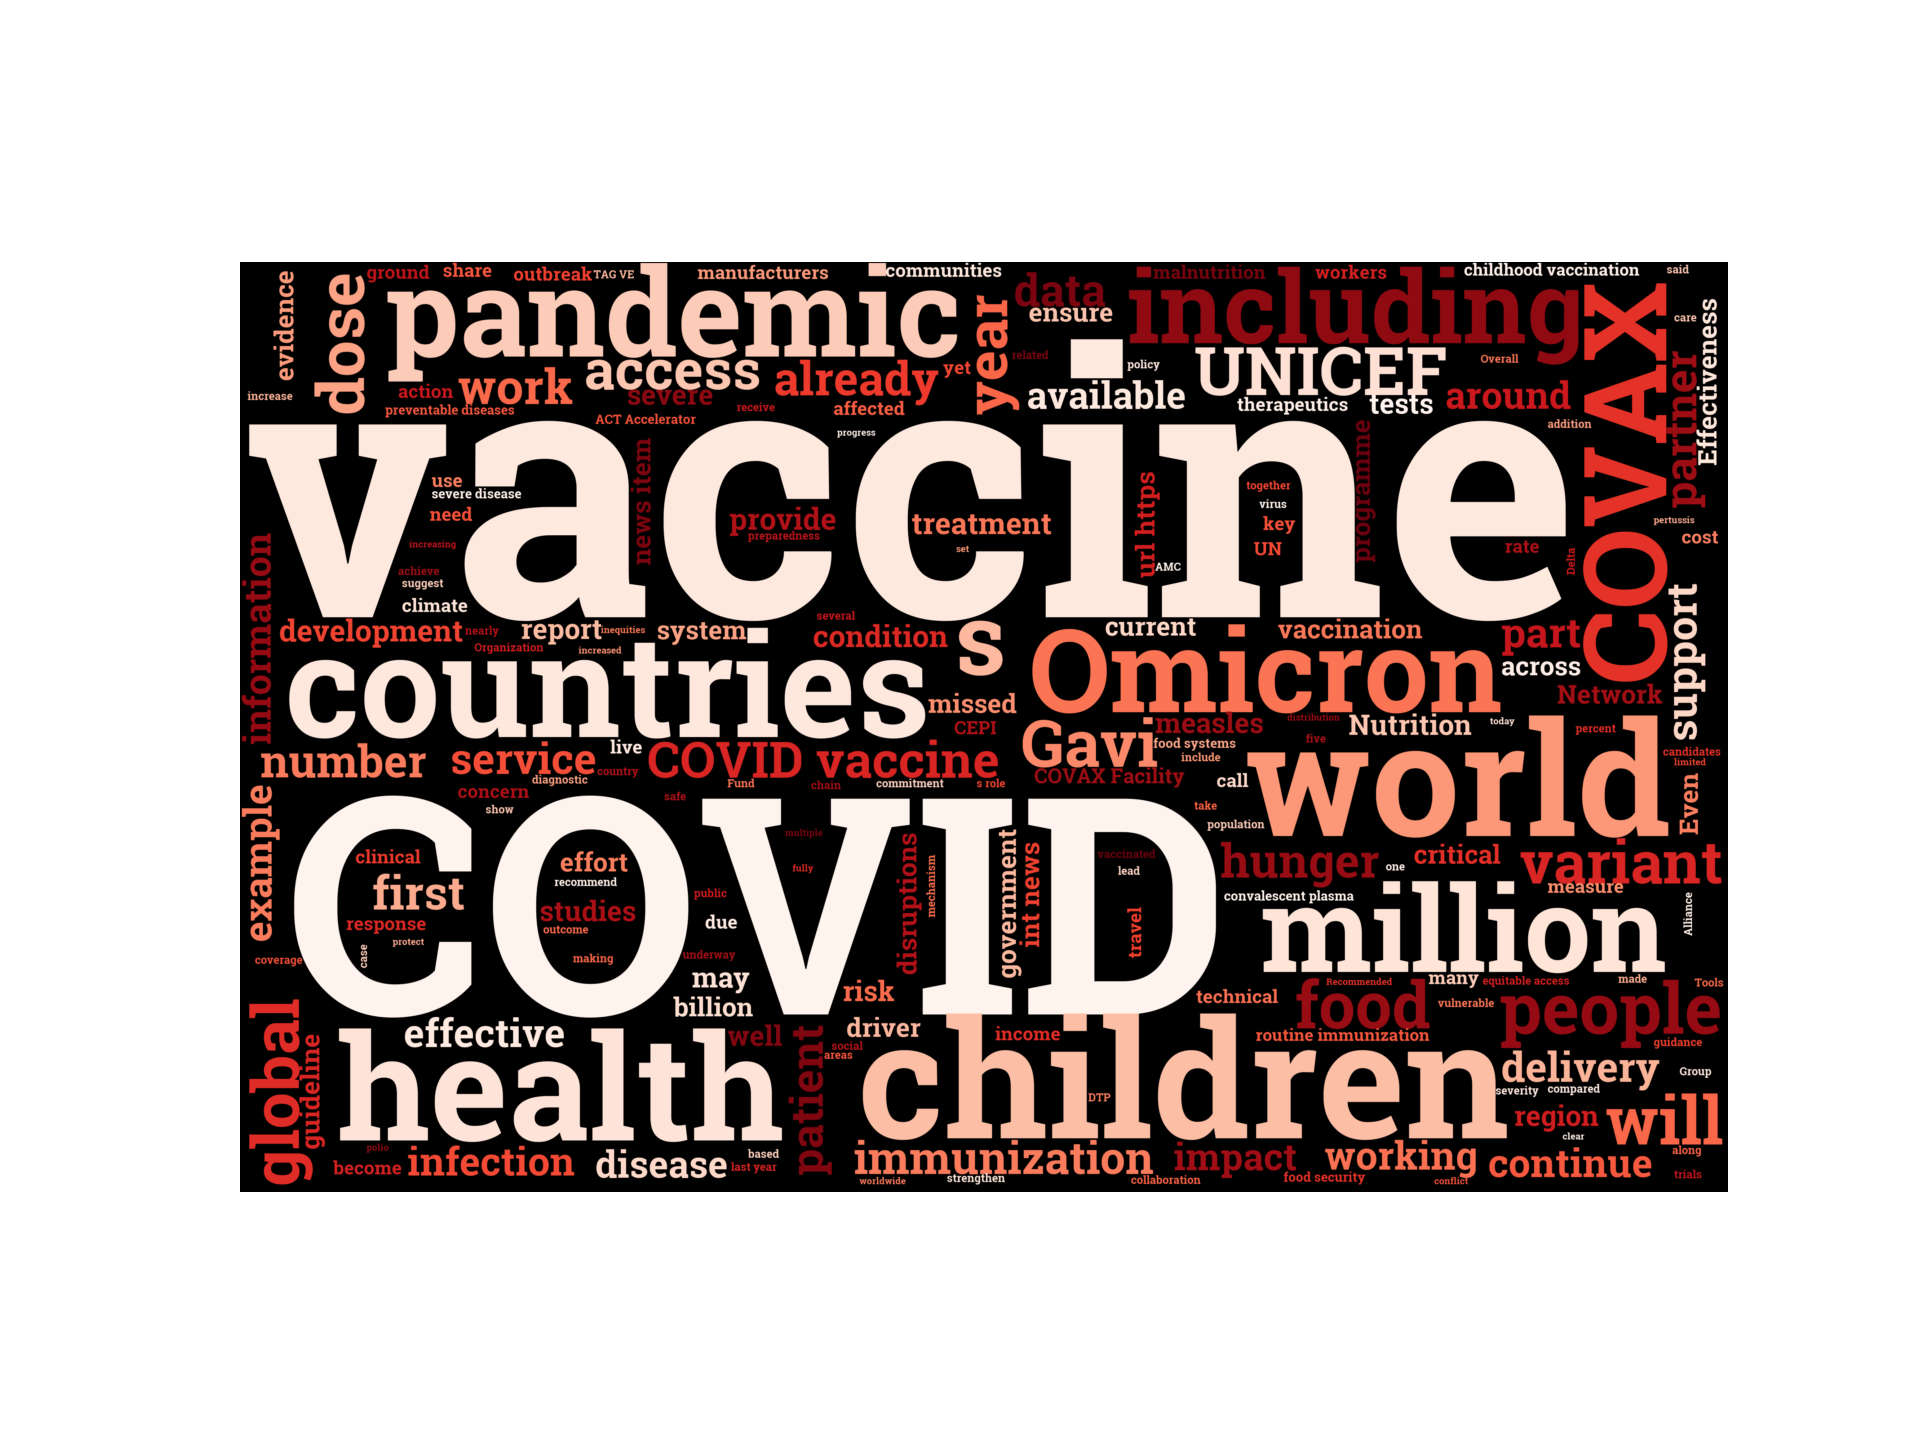 evidence
dose
ground
share
outbreak
TAG VE
manufacturers
communities
malnutrition
workers
childhood vaccination
said
pandemic
year
data
ensure
including
COVAX
care
Effectiveness
partner
increase
action
work
access
already
yet
related
policy
UNICEF
Overall
preventable diseases
severe
receive
affected
available
therapeutics
tests
around
addition
ACT Accelerator
progress
vaccine
use
severe disease
need
news item
provide
preparedness
treatment
set
url https
AMC
together
virus
key
UN
programme
rate
Delta
pertussis
cost
increasing
achieve
suggest
climate
information
development
nearly
report
inequities
system
several
condition
s
current
vaccination
part
across
support
Organization
increased
countries
missed
CEPI
Omicron
Network
Gavi
measles
distribution
Nutrition
today
percent
food systems
five
include
candidates
limited
number
service
live
country
COVID vaccine
COVAX Facility
call
world
Even
diagnostic
concern
show
safe
Fund
chain
commitment
s role
take
population
example
COVID
clinical
first
response
protect
case
coverage
effort
recommend
studies
outcome
making
public
due
underway
may
billion
multiple
fully
disruptions
mechanism
government
int news
vaccinated
lead
travel
hunger
one
critical
variant
measure
convalescent plasma
million
Alliance
many
Recommended
equitable access
made
Tools
risk
technical
food
vulnerable
people
global
guideline
effective
health
well
patient
driver
social
areas
income
children
DTP
routine immunization
guidance
delivery
Group
severity
compared
region
will
clear
polio
become
infection
disease
based
last year
immunization
worldwide
strengthen
collaboration
impact
working
food security
conflict
continue
along
trials